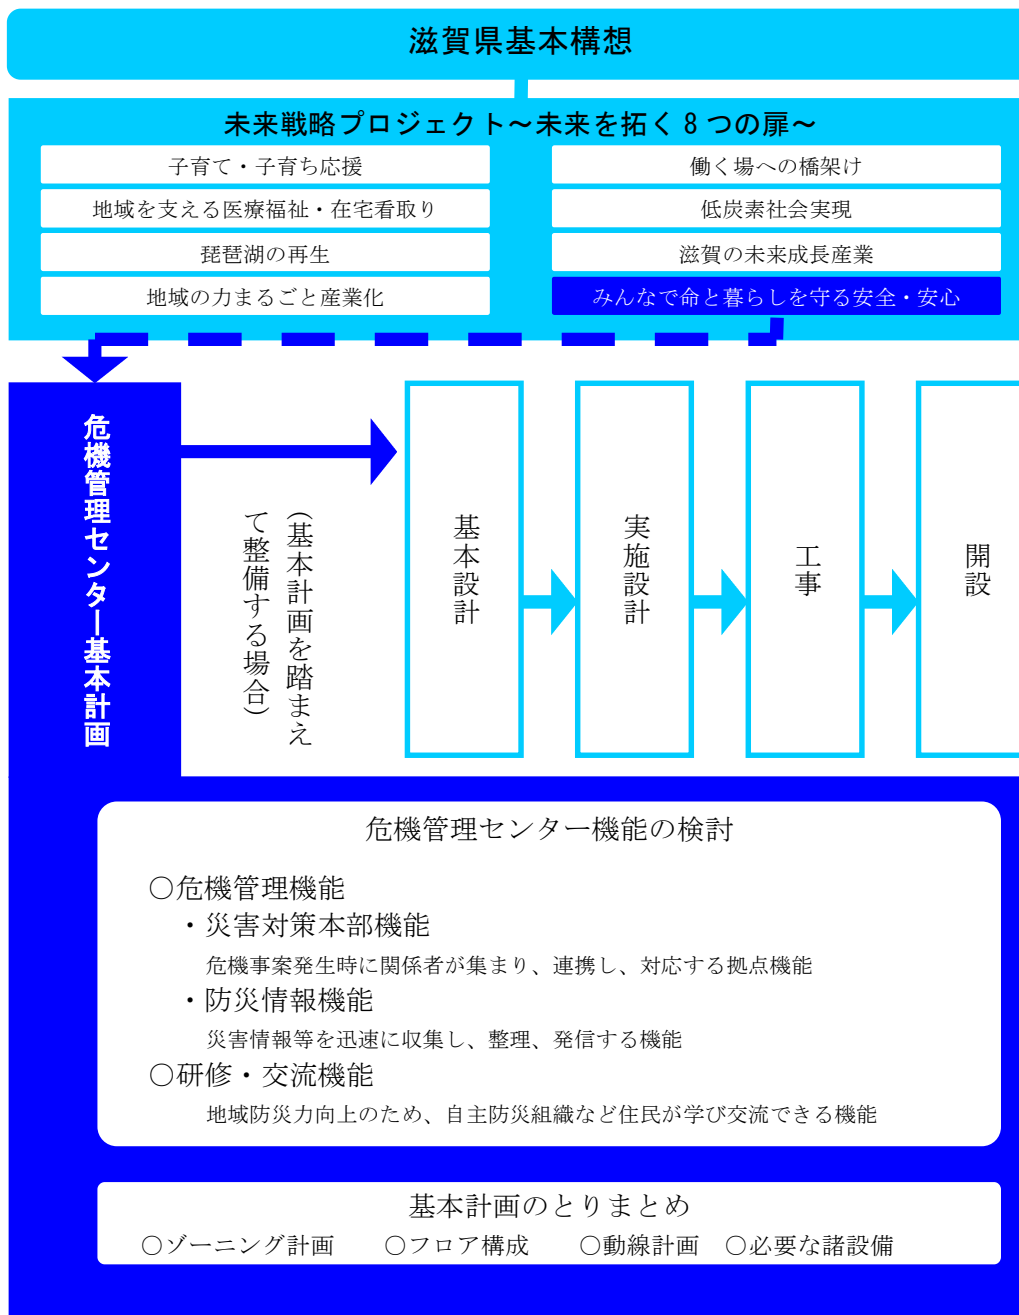 滋賀県基本構想
未来戦略プロジェクト～未来を拓く8つの扉～
子育て・子育ち応援
働く場への橋架け
地域を支える医療福祉・在宅看取り
低炭素社会実現
琵琶湖の再生
滋賀の未来成長産業
地域の力まるごと産業化
みんなで命と暮らしを守る安全・安心
危機管理センター基本計画
(基本計画を踏まえ
て整備する場合)
基本設計
実施設計
工事
開設
危機管理センター機能の検討
○危機管理機能
・災害対策本部機能
危機事案発生時に関係者が集まり、連携し、対応する拠点機能
・防災情報機能
災害情報等を迅速に収集し、整理、発信する機能
○研修・交流機能
地域防災力向上のため、自主防災組織など住民が学び交流できる機能
基本計画のとりまとめ
○ゾーニング計画 ○フロア構成 ○動線計画 ○必要な諸設備